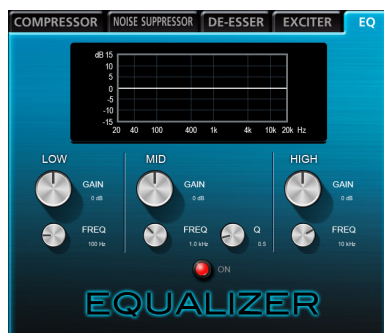 COMPRESSOR NOISE SUPPRESSOR DE-ESSER EXCITER EQ
dB 15
10
5
0
-5
-10
-15
20 40 100 400 1k 4k 10k 20k Hz
LOW MID HIGH
GAIN GAIN GAIN
0 dB 0 dB 0 dB
FREQ FREQ Q FREQ
100 Hz 1.0 kHz 0.5 10 kHz
ON
EQUALIZER